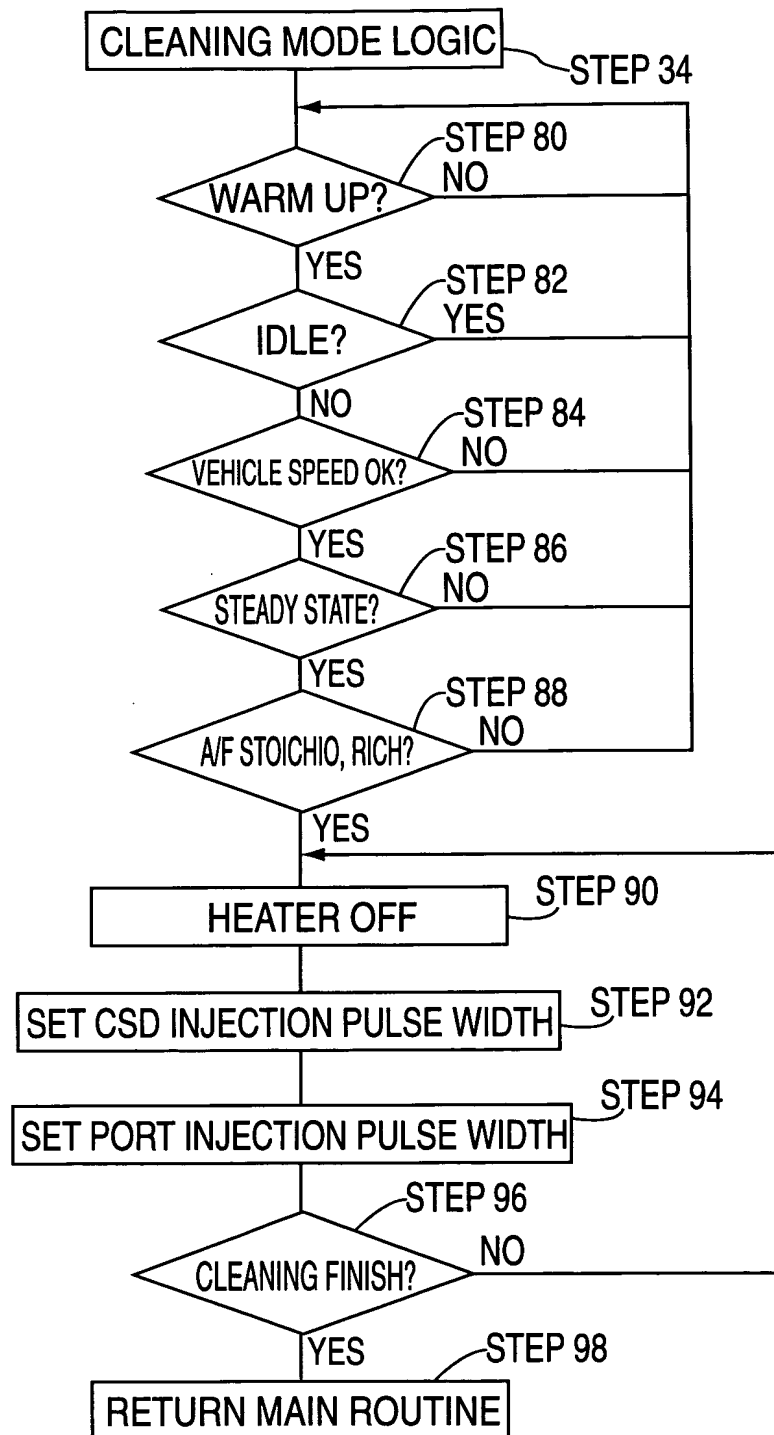 CLEANING MODE LOGIC
STEP 34
STEP 80
WARM UP?
NO
YES
STEP 82
IDLE?
YES
NO
STEP 84
VEHICLE SPEED OK?
NO
YES
STEP 86
STEADY STATE?
NO
YES
STEP 88
A/F STOICHIO, RICH?
NO
YES
STEP 90
HEATER OFF
STEP 92
SET CSD INJECTION PULSE WIDTH
STEP 94
SET PORT INJECTION PULSE WIDTH
STEP 96
CLEANING FINISH?
NO
YES
STEP 98
RETURN MAIN ROUTINE